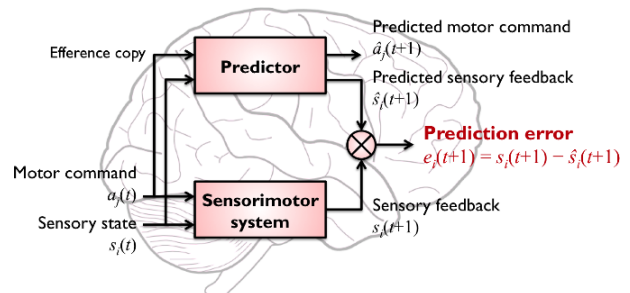 Predicted motor command
âⱼ(t+1)
Efference copy
Predictor
Predicted sensory feedback
ŝᵢ(t+1)
Prediction error
eᵢ(t+1) = sᵢ(t+1) − ŝᵢ(t+1)
Motor command
aⱼ(t)
Sensorimotor
system
Sensory state
sᵢ(t)
Sensory feedback
sᵢ(t+1)